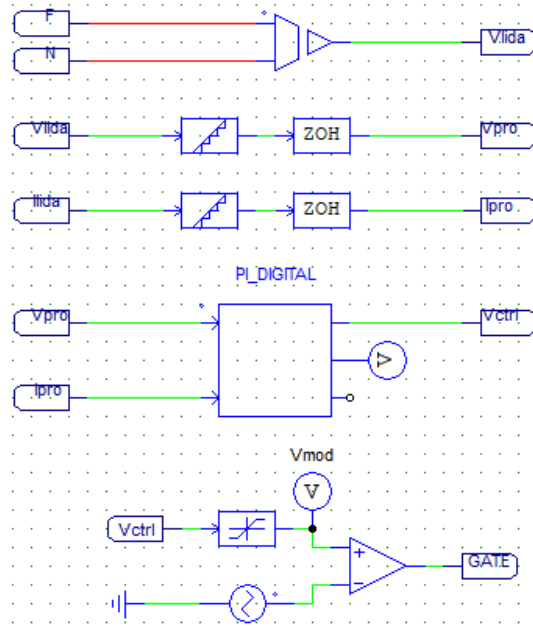 F
Vlida
N
Vlida
ZOH
Vpro
Ilida
ZOH
Ipro
PI_DIGITAL
Vpro
Vctrl
V
Ipro
Vmod
V
Vctrl
GATE